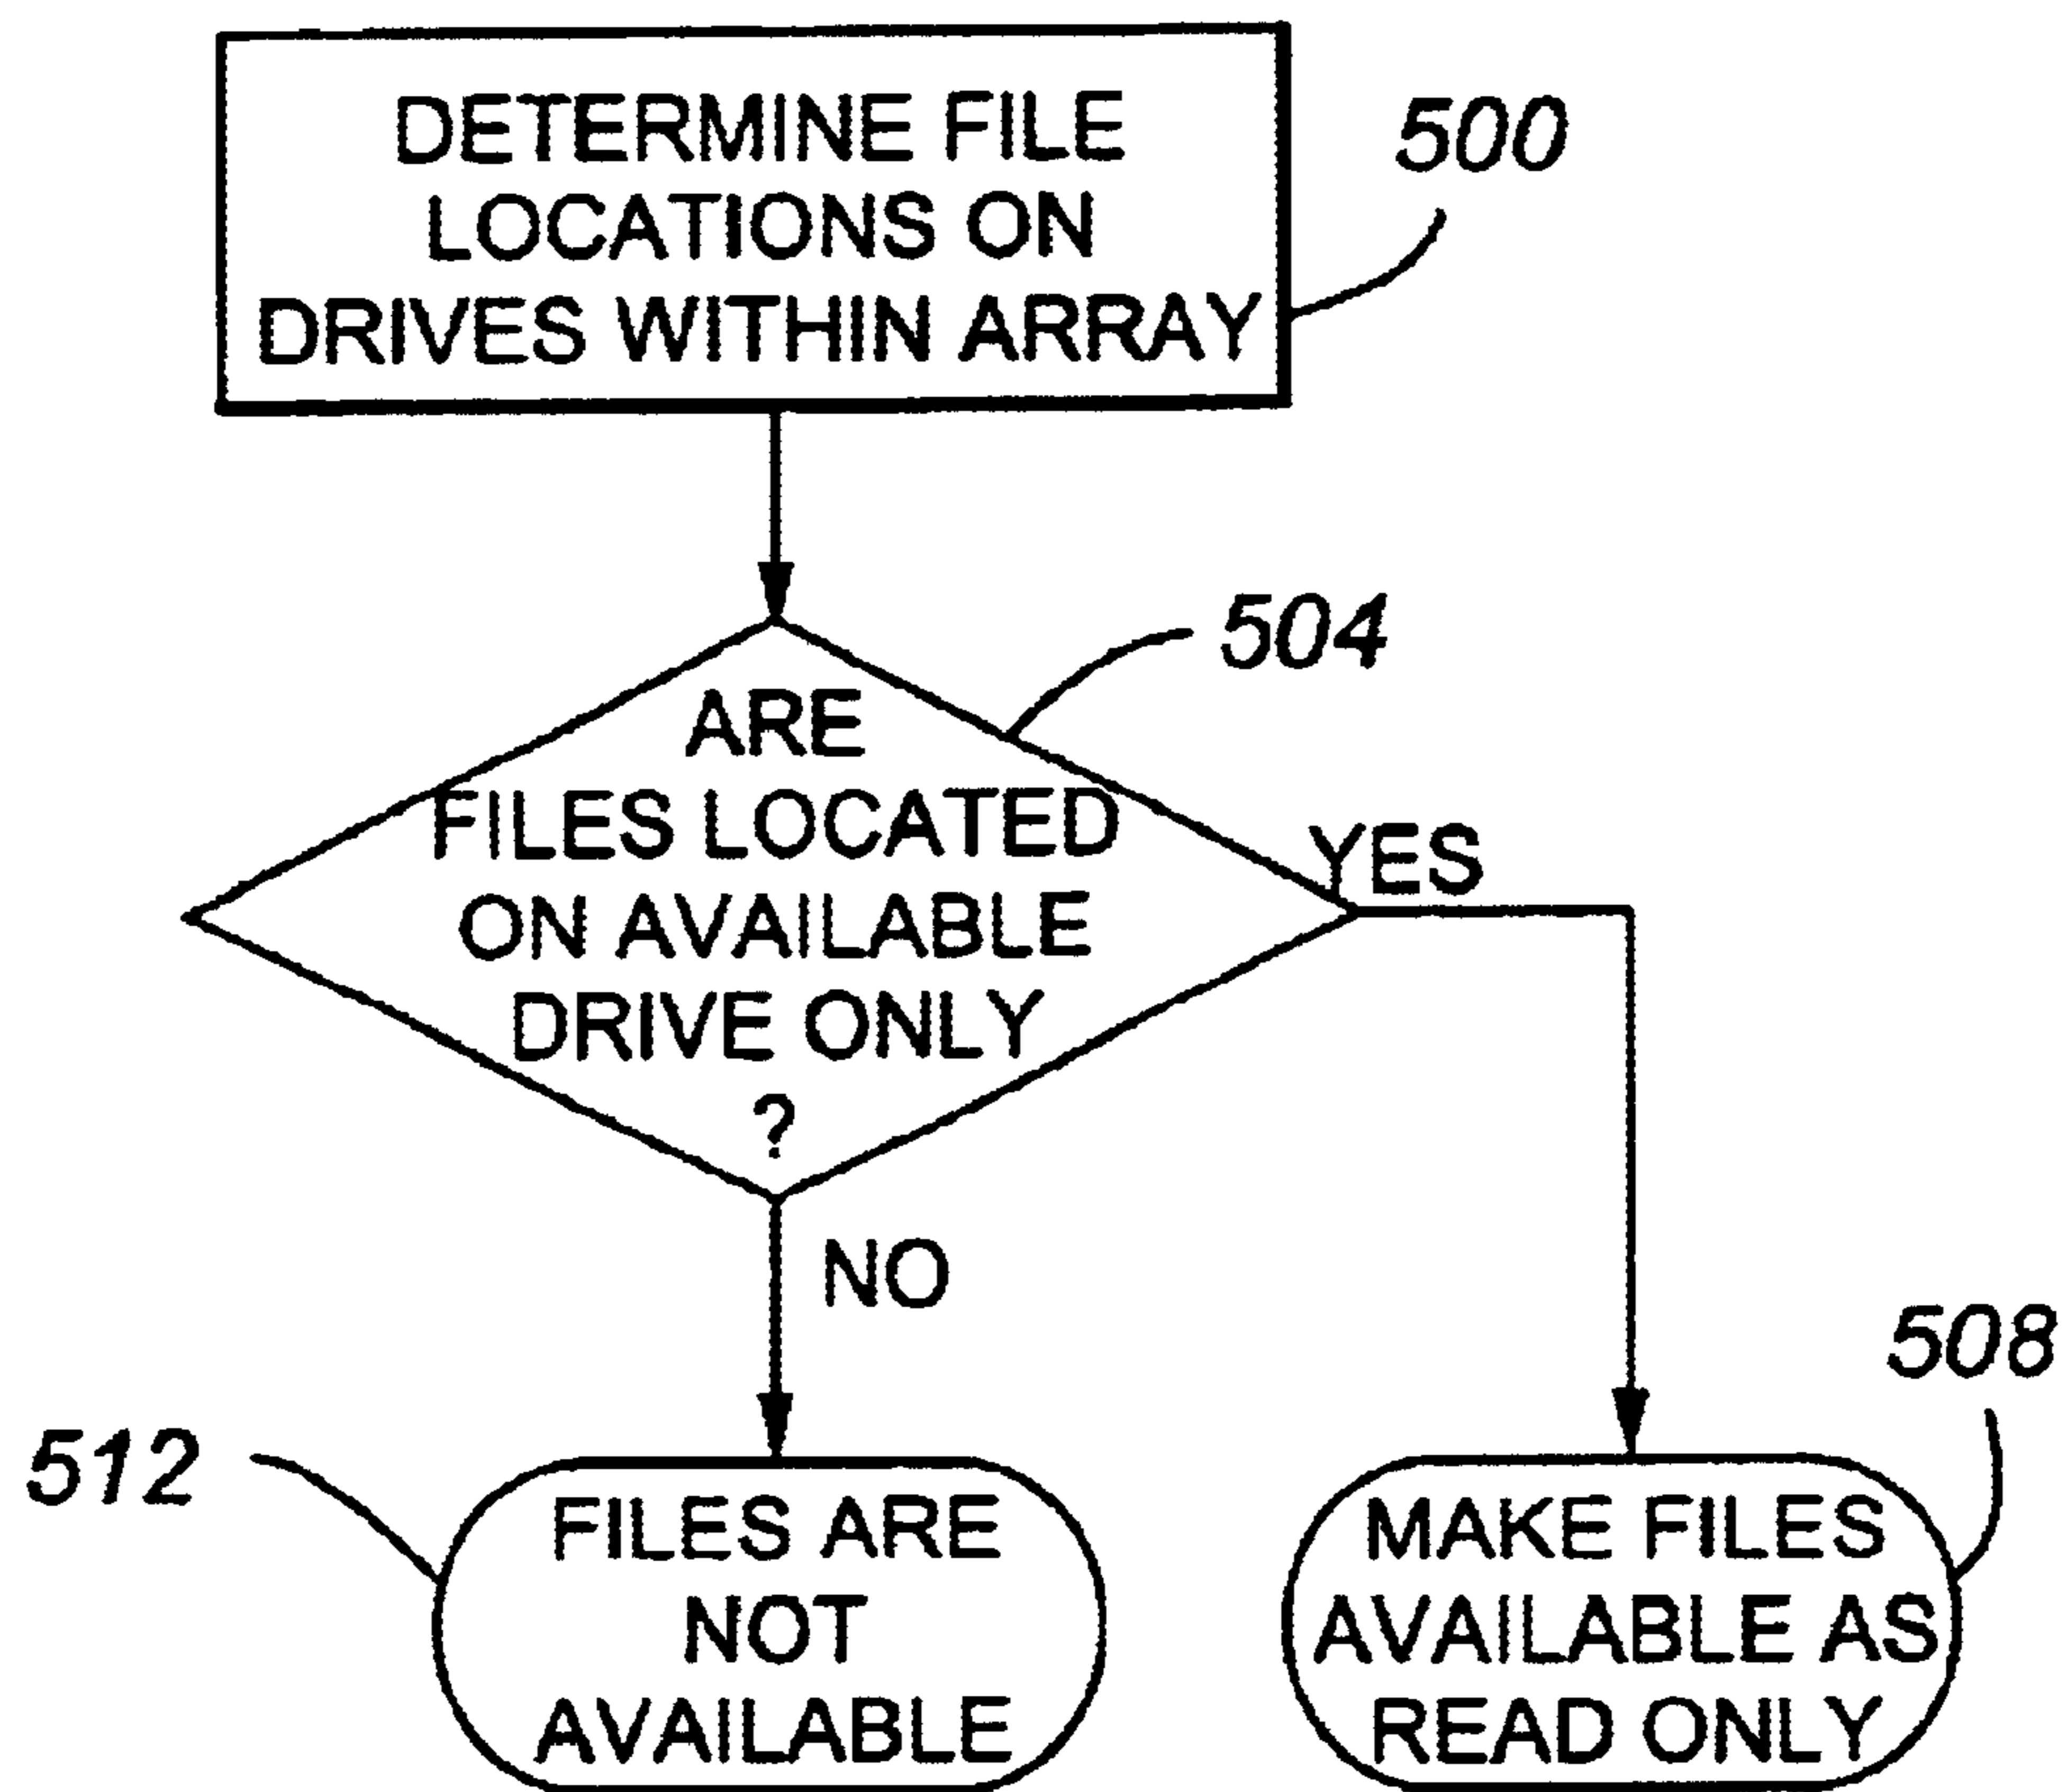 DETERMINE FILE
LOCATIONS ON
DRIVES WITHIN ARRAY
500
504
ARE
FILES LOCATED
ON AVAILABLE
DRIVE ONLY
?
YES
NO
508
512
FILES ARE
NOT
AVAILABLE
MAKE FILES
AVAILABLE AS
READ ONLY